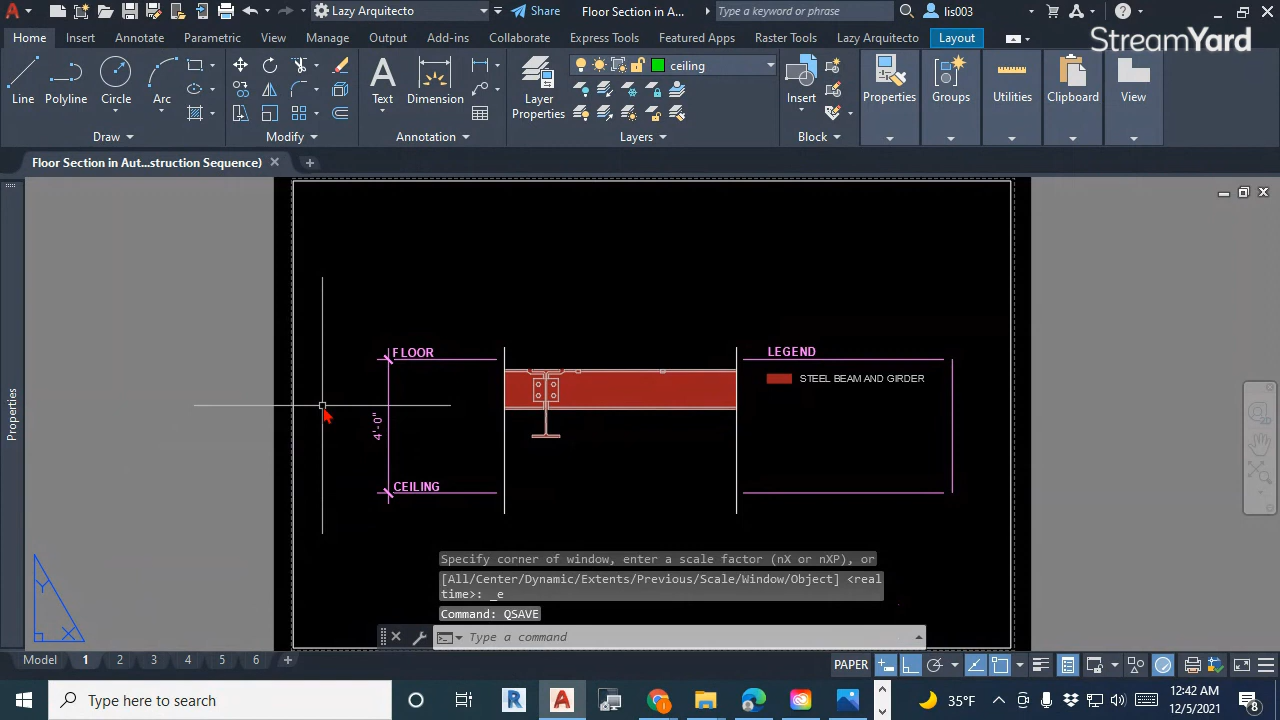 Lazy Arquitecto
Share
Floor Section in A...
Type a keyword or phrase
lis003
StreamYard
Home
Insert
Annotate
Parametric
View
Manage
Output
Add-ins
Collaborate
Express Tools
Featured Apps
Raster Tools
Lazy Arquitecto
Layout
Line
Polyline
Circle
Arc
Text
Dimension
Layer
Properties
ceiling
Insert
Properties
Groups
Utilities
Clipboard
View
Draw
Modify
Annotation
Layers
Block
Floor Section in Aut...struction Sequence)
Properties
FLOOR
CEILING
4'-0"
LEGEND
STEEL BEAM AND GIRDER
Y
X
Specify corner of window, enter a scale factor (nX or nXP), or
[All/Center/Dynamic/Extents/Previous/Scale/Window/Object] <real
time>: _e
Command: QSAVE
Type a command
Model
1
2
3
4
5
6
PAPER
Type here to search
35°F
12:42 AM
12/5/2021
8